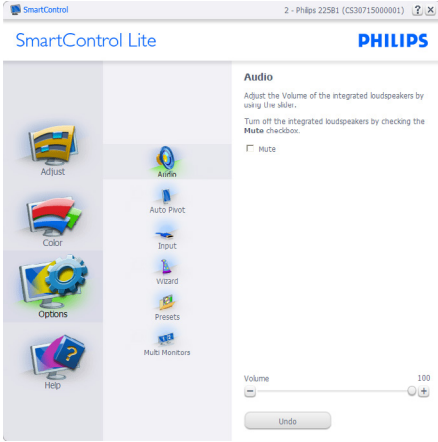 SmartControl
2 - Philips 225B1 (CS30715000001)
? X
SmartControl Lite
PHILIPS
Adjust
Color
Options
Help
Audio
Auto Pivot
Input
Wizard
Presets
Multi Monitors
Audio
Adjust the Volume of the integrated loudspeakers by
using the slider.
Turn off the integrated loudspeakers by checking the
Mute checkbox.
Mute
Volume 100
Undo